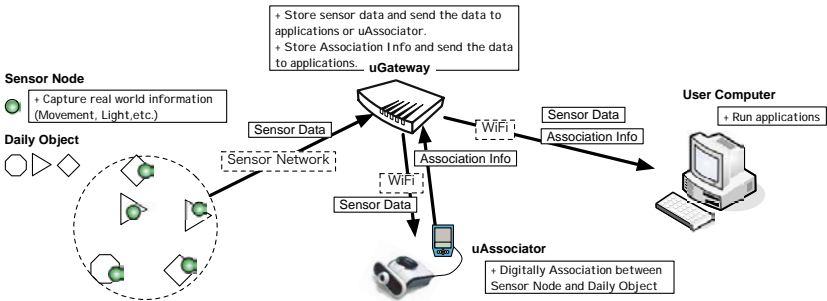 + Store sensor data and send the data to
applications or uAssociator.
+ Store Association Info and send the data
to applications.
uGateway
Sensor Node
+ Capture real world information
(Movement, Light,etc.)
Daily Object
Sensor Data
Sensor Network
WiFi
Sensor Data
Association Info
WiFi
Sensor Data
Association Info
User Computer
+ Run applications
uAssociator
+ Digitally Association between
Sensor Node and Daily Object